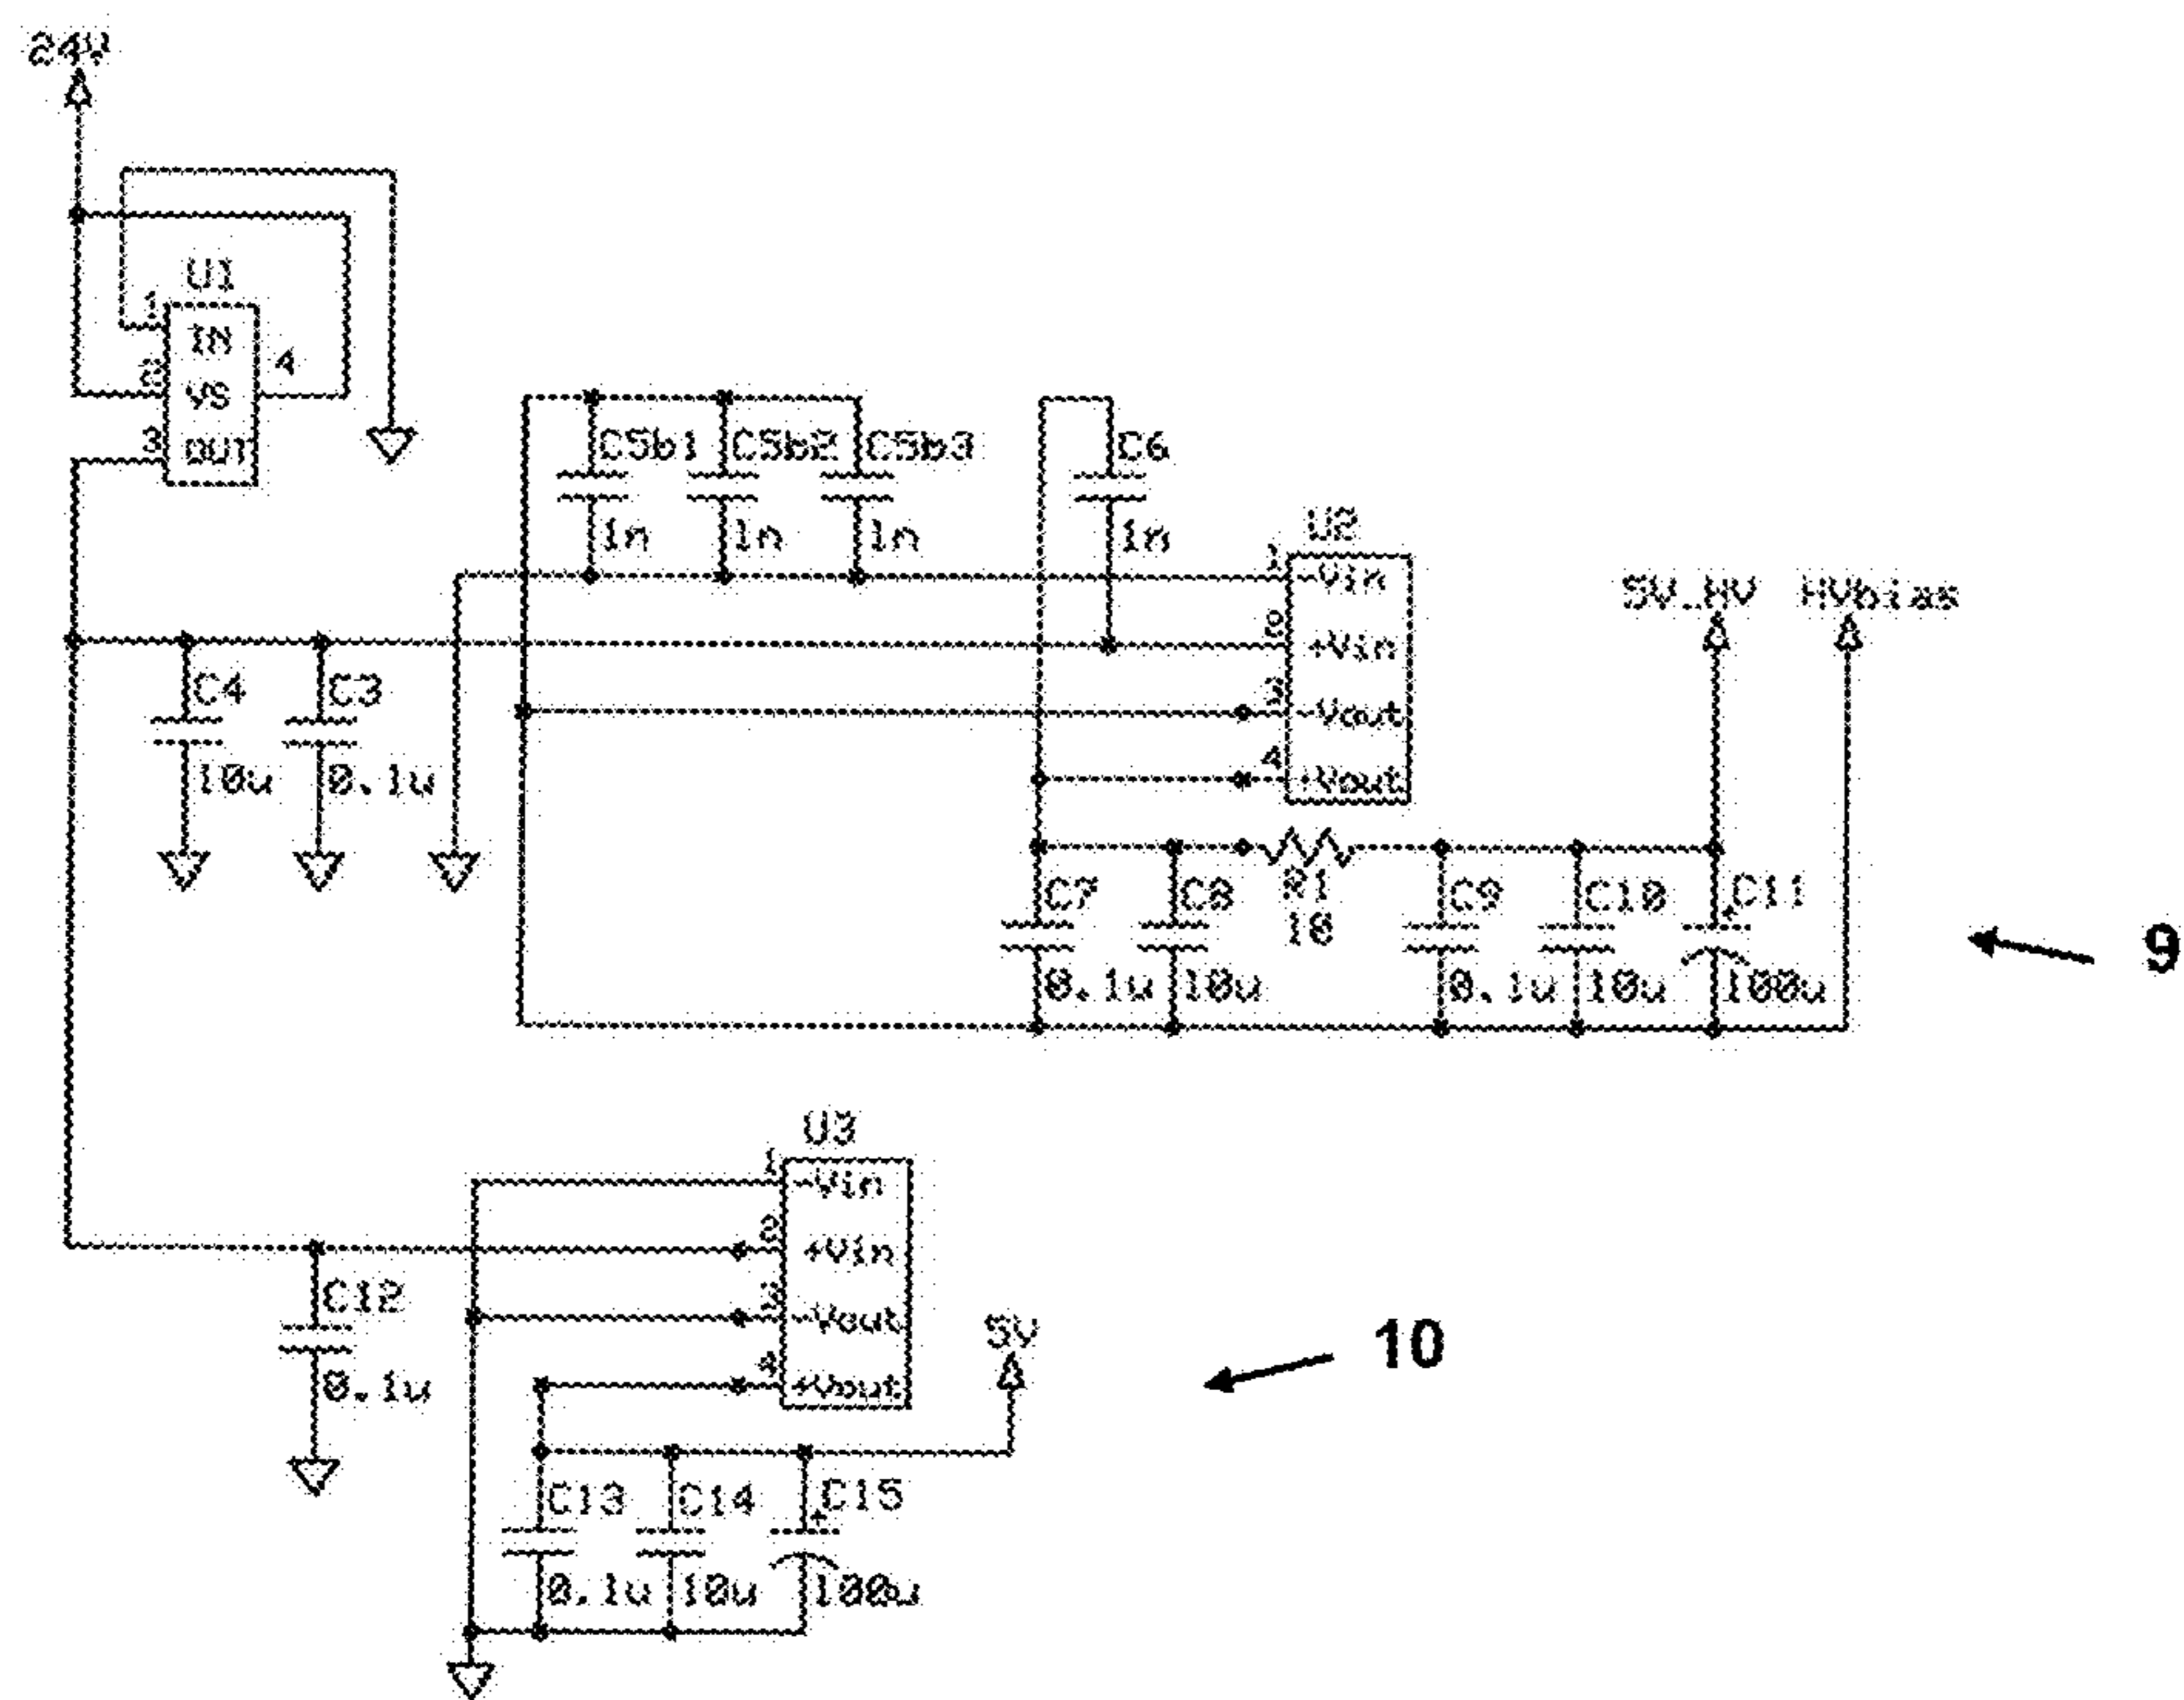 24V
U1
1
IN
2
VS
4
3
OUT
C5b1
C5b2
C5b3
C6
1n
1n
1n
1n
U2
1
-Vin
2
+Vin
3
-Vout
4
+Vout
5V_HV
HVbias
C4
C3
10u
0.1u
C7
C8
R1
10
C9
C10
C11
+
0.1u
10u
0.1u
10u
100u
9
U3
1
-Vin
2
+Vin
3
-Vout
4
+Vout
C12
0.1u
5V
10
C13
C14
C15
+
0.1u
10u
100u